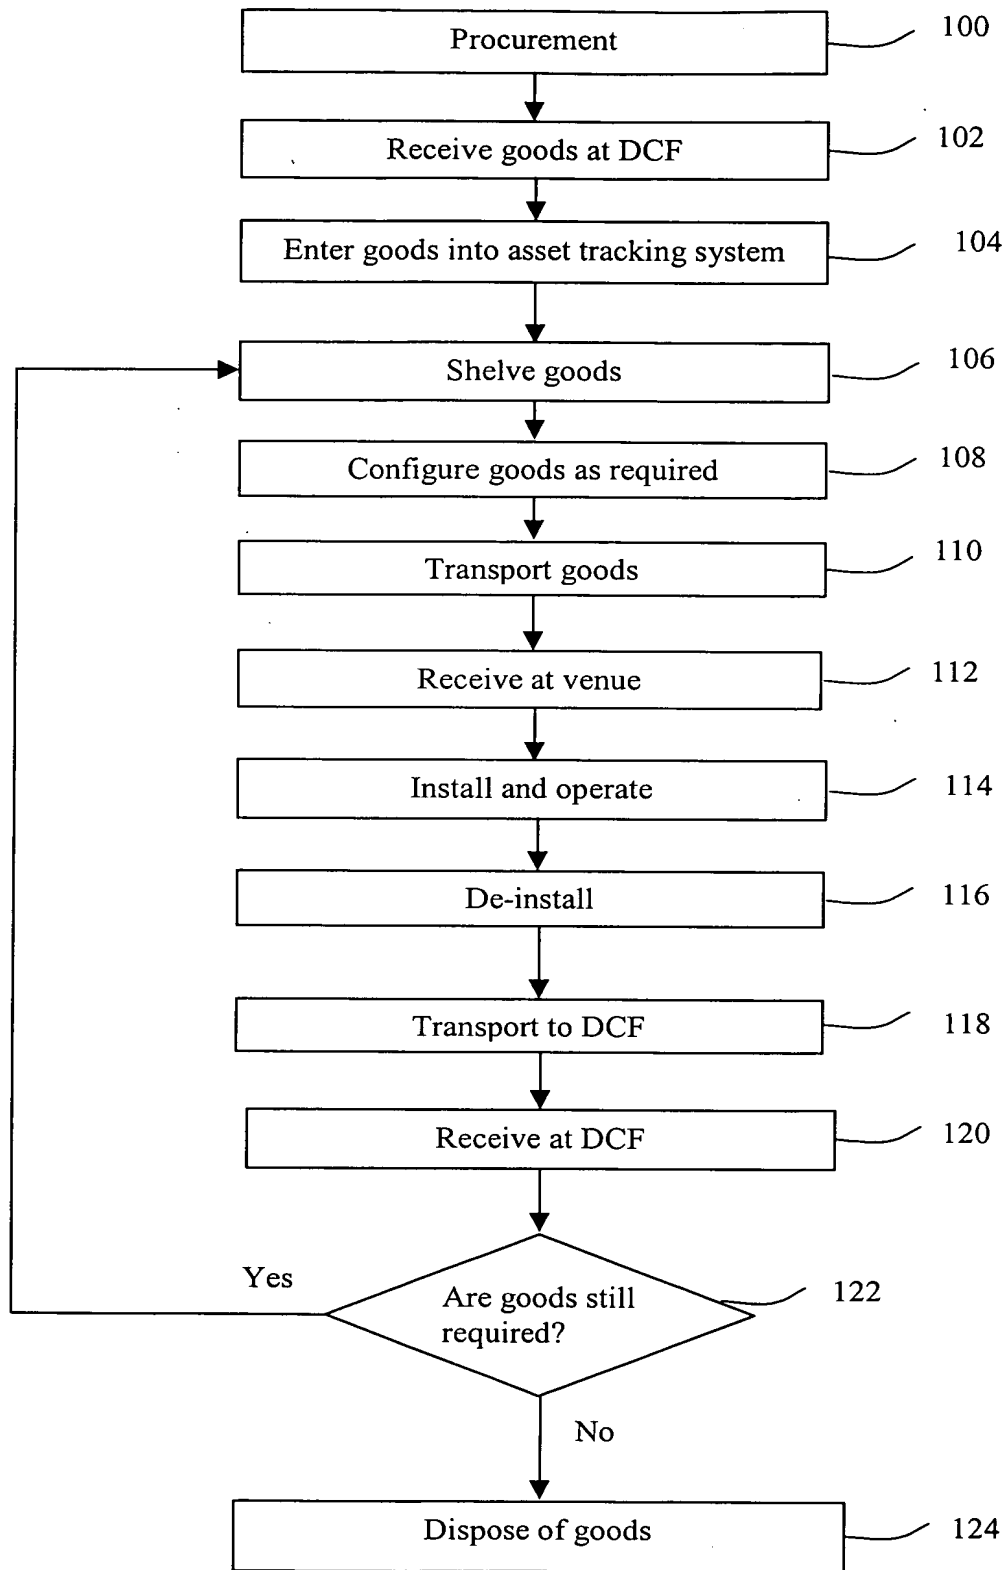 Procurement
100
Receive goods at DCF
102
Enter goods into asset tracking system
104
Shelve goods
106
Configure goods as required
108
Transport goods
110
Receive at venue
112
Install and operate
114
De-install
116
Transport to DCF
118
Receive at DCF
120
Yes
Are goods still
required?
122
No
Dispose of goods
124